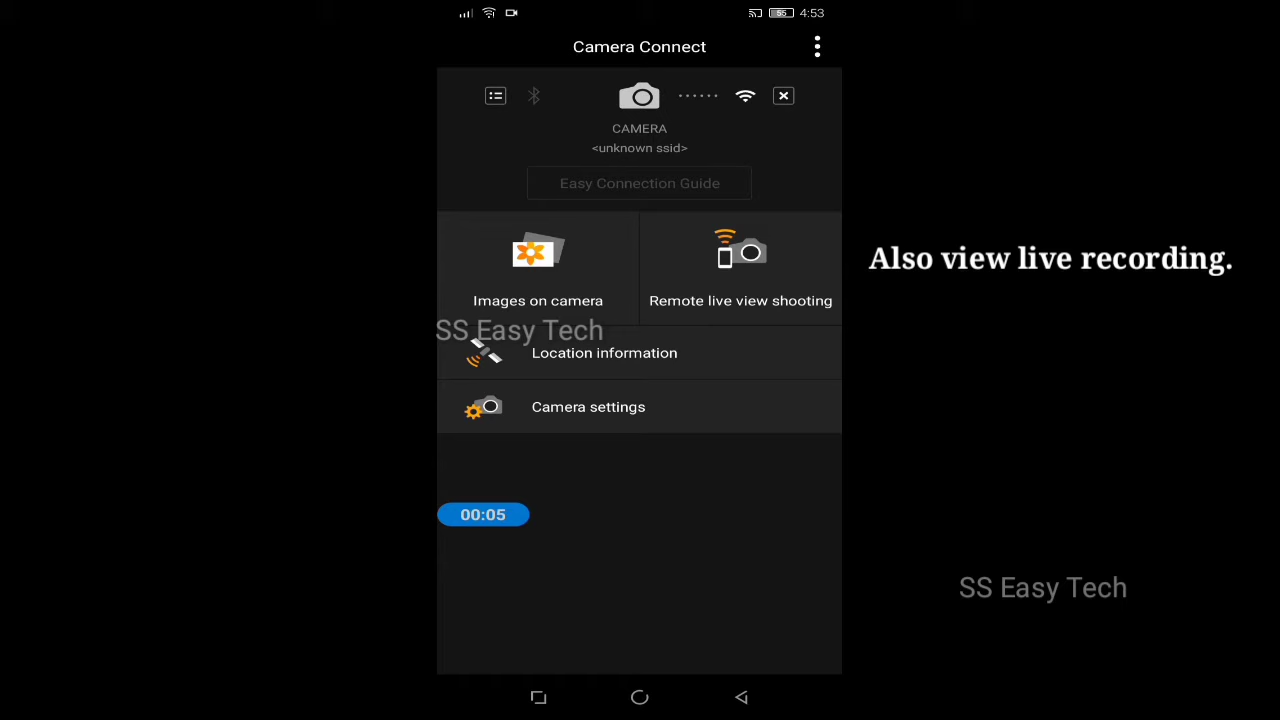 55
4:53
Camera Connect
CAMERA
<unknown ssid>
Easy Connection Guide
Images on camera
Remote live view shooting
SS Easy Tech
Location information
Camera settings
00:05
Also view live recording.
SS Easy Tech